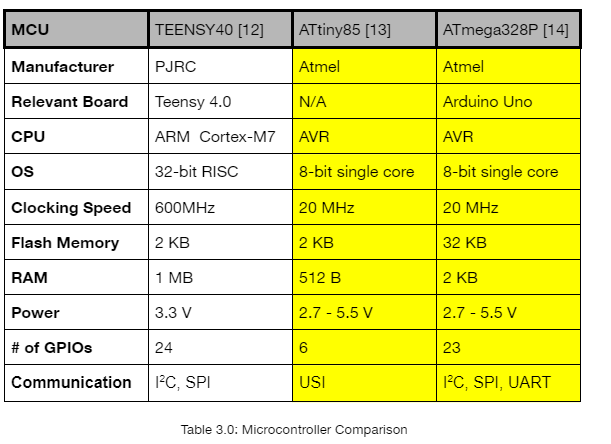 MCU TEENSY40 [12] ATtiny85 [13] ATmega328P [14]
Manufacturer PJRC Atmel Atmel
Relevant Board Teensy 4.0 N/A Arduino Uno
CPU ARM Cortex-M7 AVR AVR
OS 32-bit RISC 8-bit single core 8-bit single core
Clocking Speed 600MHz 20 MHz 20 MHz
Flash Memory 2 KB 2 KB 32 KB
RAM 1 MB 512 B 2 KB
Power 3.3 V 2.7 - 5.5 V 2.7 - 5.5 V
# of GPIOs 24 6 23
Communication I²C, SPI USI I²C, SPI, UART
Table 3.0: Microcontroller Comparison